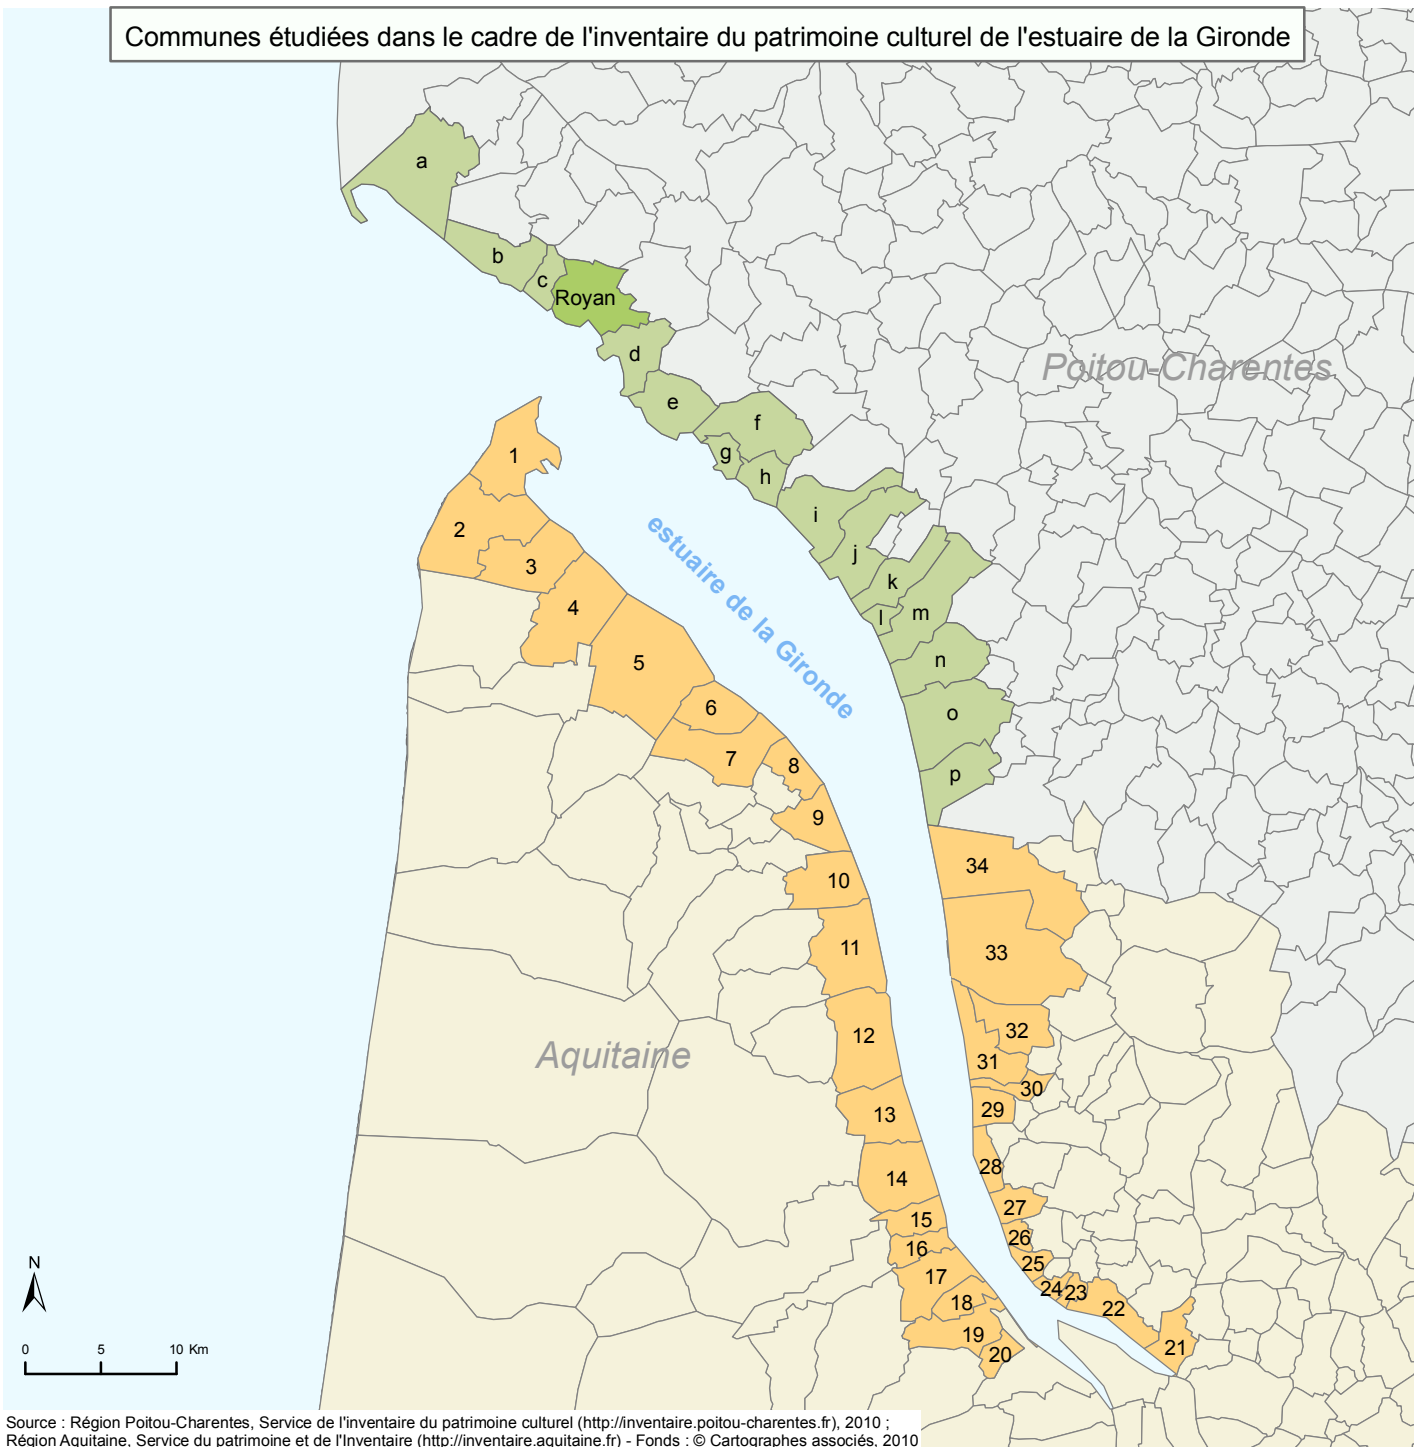 Communes étudiées dans le cadre de l'inventaire du patrimoine culturel de l'estuaire de la Gironde
a
b
c
Royan
d
e
f
g
h
i
j
k
l
m
n
o
p
Poitou-Charentes
estuaire de la Gironde
1
2
3
4
5
6
7
8
9
10
11
12
13
14
15
16
17
18
19
20
34
33
32
31
30
29
28
27
26
25
24
23
22
21
Aquitaine
N
0 5 10 Km
Source : Région Poitou-Charentes, Service de l'inventaire du patrimoine culturel (http://inventaire.poitou-charentes.fr), 2010 ;
Région Aquitaine, Service du patrimoine et de l'Inventaire (http://inventaire.aquitaine.fr) - Fonds : © Cartographes associés, 2010